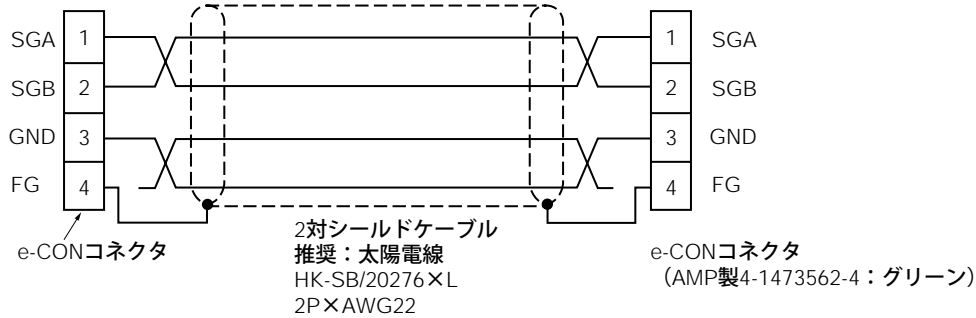 SGA 1 1 SGA
SGB 2 2 SGB
GND 3 3 GND
FG 4 4 FG
e-CONコネクタ
2対シールドケーブル
推奨：太陽電線
HK-SB/20276×L
2P×AWG22
e-CONコネクタ
（AMP製4-1473562-4：グリーン）